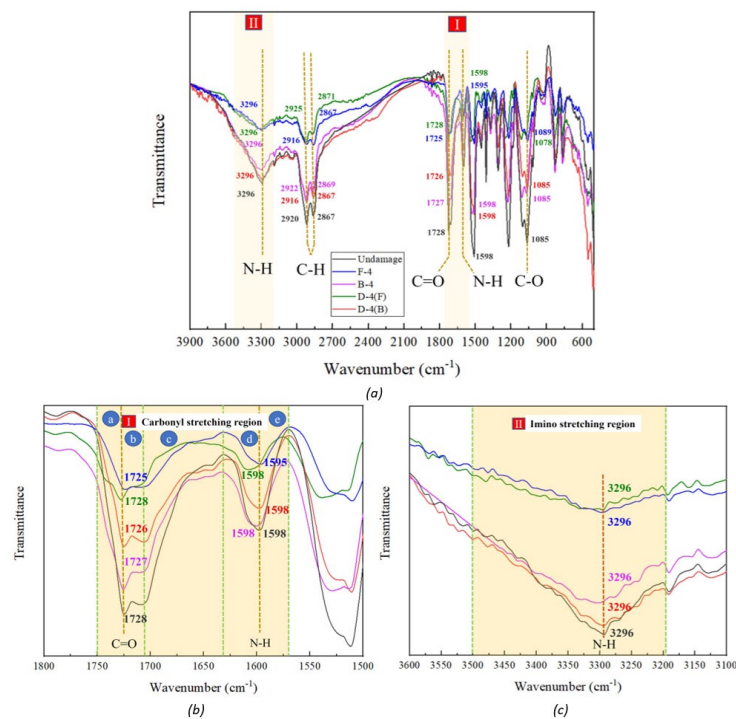 II
I
3296
3296
3296
3296
3296
2925
2916
2871
2867
2922
2916
2920
2869
2867
2867
1728
1725
1726
1727
1728
1598
1595
1598
1598
1598
1089
1078
1085
1085
1085
N-H
C-H
C=O
N-H
C-O
Undamage
F-4
B-4
D-4(F)
D-4(B)
Transmittance
3900 3600 3300 3000 2700 2400 2100 1800 1500 1200 900 600
Wavenumber (cm-1)
(a)
a
I Carbonyl stretching region
e
b
c
d
1725
1728
1726
1727
1728
1595
1598
1598
1598
1598
C=O
N-H
Transmittance
1800 1750 1700 1650 1600 1550 1500
Wavenumber (cm-1)
(b)
II Imino stretching region
3296
3296
3296
3296
3296
N-H
Transmittance
3600 3550 3500 3450 3400 3350 3300 3250 3200 3150 3100
Wavenumber (cm-1)
(c)